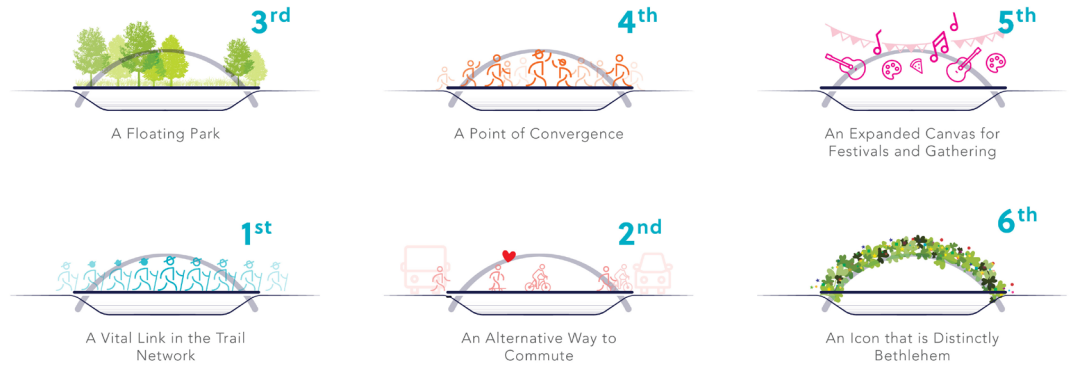 3rd
A Floating Park
4th
A Point of Convergence
5th
An Expanded Canvas for
Festivals and Gathering
1st
A Vital Link in the Trail
Network
2nd
An Alternative Way to
Commute
6th
An Icon that is Distinctly
Bethlehem